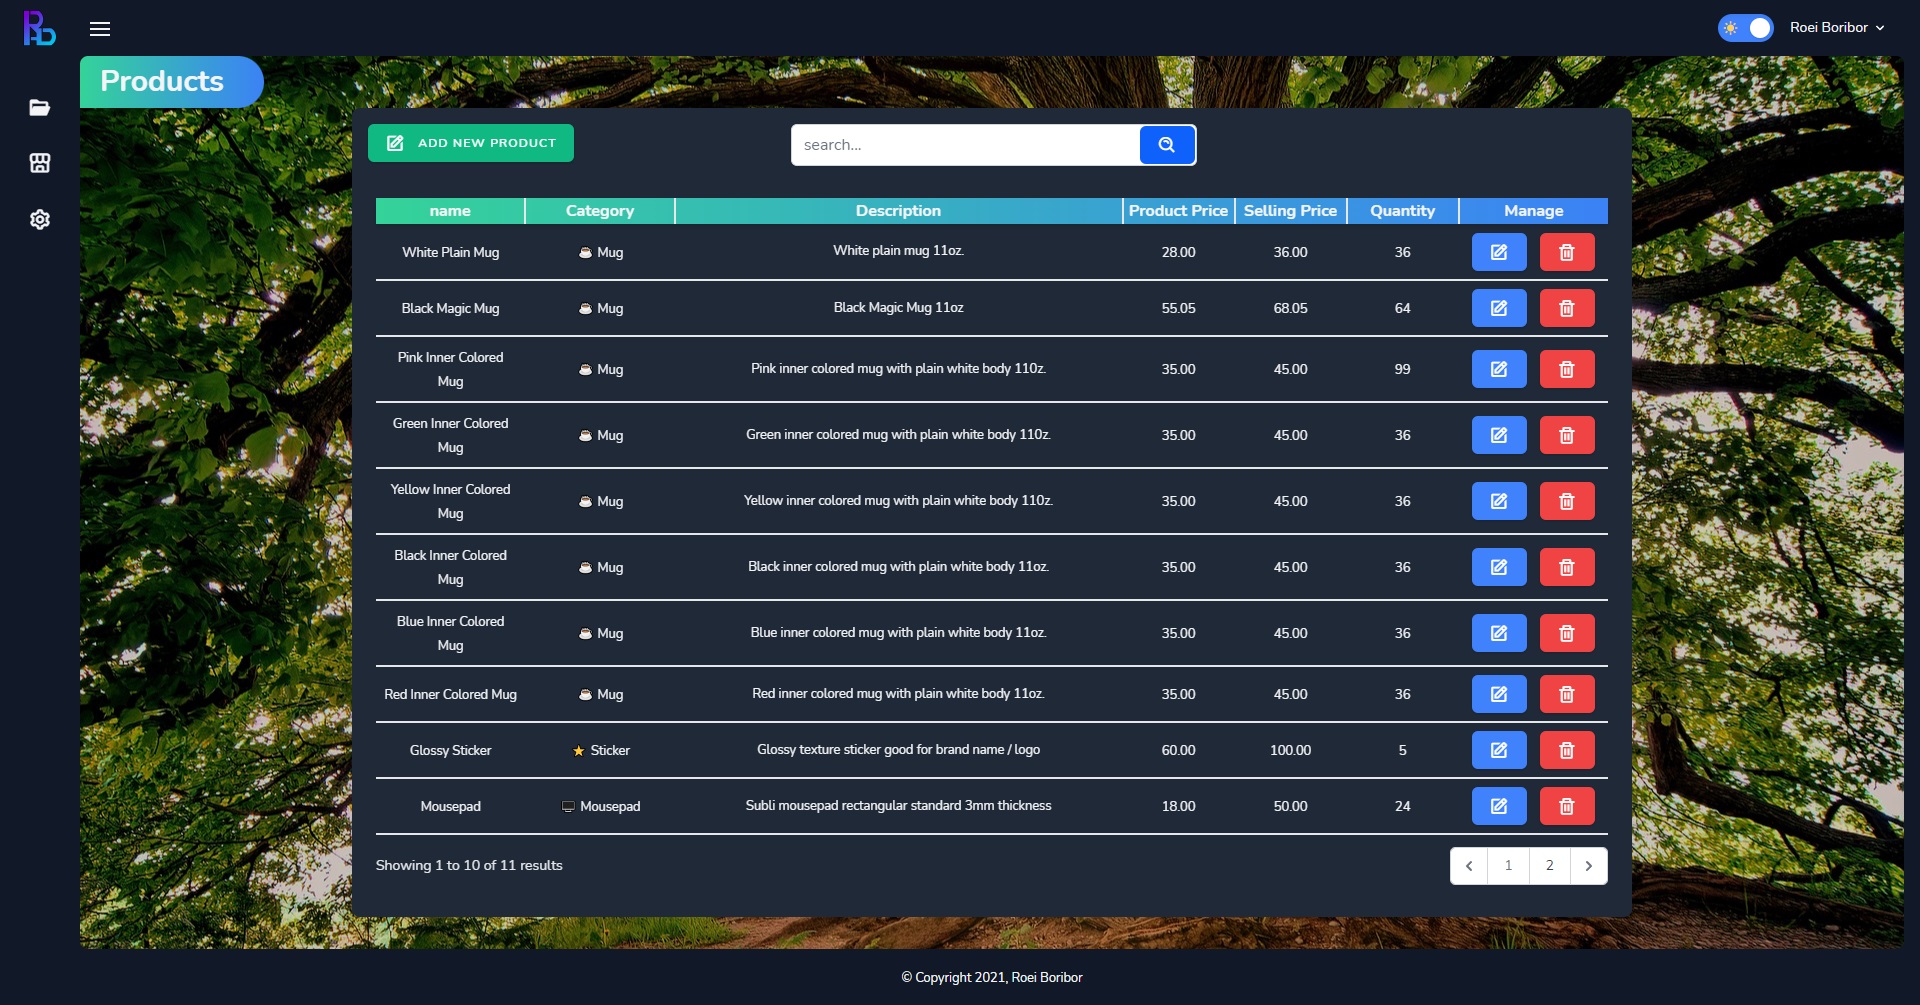 Roei Boribor
Products
ADD NEW PRODUCT
search...
name Category Description Product Price Selling Price Quantity Manage
White Plain Mug Mug White plain mug 11oz. 28.00 36.00 36
Black Magic Mug Mug Black Magic Mug 11oz 55.05 68.05 64
Pink Inner Colored
Mug
Mug Pink inner colored mug with plain white body 110z. 35.00 45.00 99
Green Inner Colored
Mug
Mug Green inner colored mug with plain white body 110z. 35.00 45.00 36
Yellow Inner Colored
Mug
Mug Yellow inner colored mug with plain white body 110z. 35.00 45.00 36
Black Inner Colored
Mug
Mug Black inner colored mug with plain white body 11oz. 35.00 45.00 36
Blue Inner Colored
Mug
Mug Blue inner colored mug with plain white body 11oz. 35.00 45.00 36
Red Inner Colored Mug Mug Red inner colored mug with plain white body 11oz. 35.00 45.00 36
Glossy Sticker Sticker Glossy texture sticker good for brand name / logo 60.00 100.00 5
Mousepad Mousepad Subli mousepad rectangular standard 3mm thickness 18.00 50.00 24
Showing 1 to 10 of 11 results
1 2
© Copyright 2021, Roei Boribor